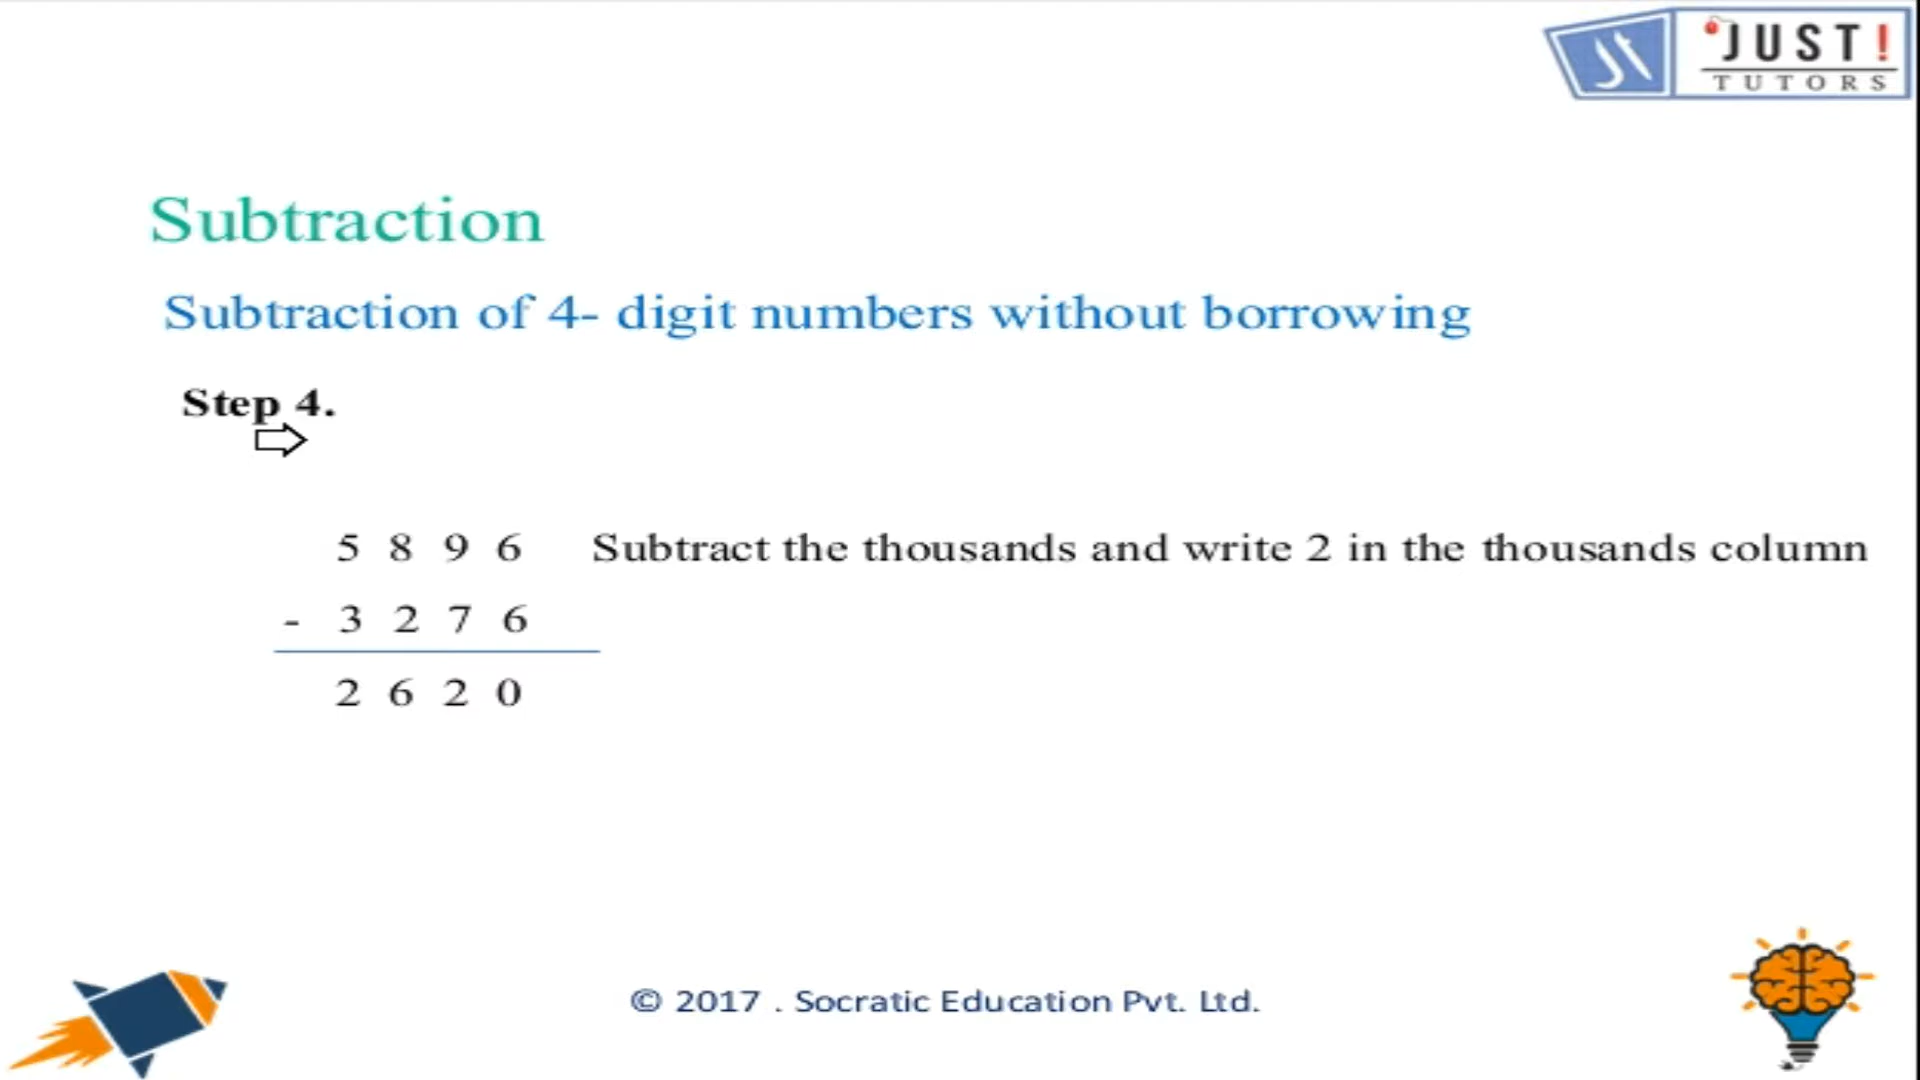 JUST!
TUTORS
Subtraction
Subtraction of 4- digit numbers without borrowing
Step 4.
5 8 9 6 Subtract the thousands and write 2 in the thousands column
- 3 2 7 6
2 6 2 0
© 2017 . Socratic Education Pvt. Ltd.